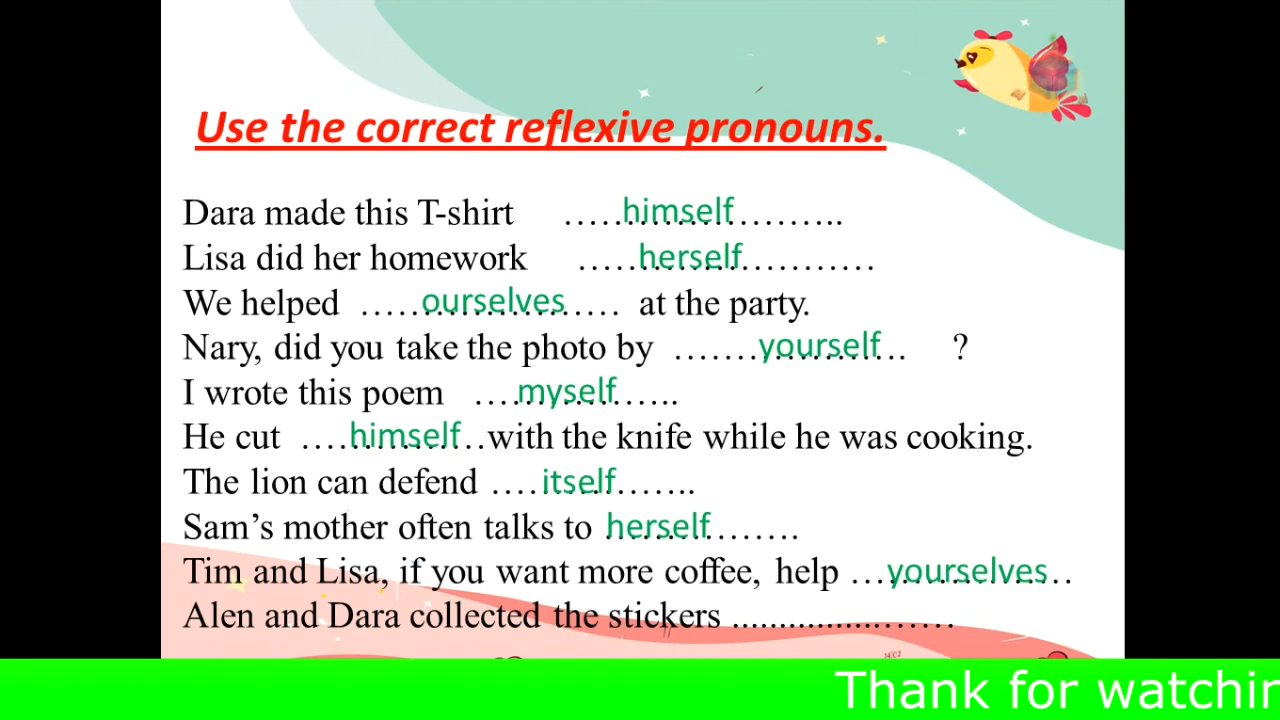 Use the correct reflexive pronouns.
Dara made this T-shirt ……himself…………..
Lisa did her homework ……herself……………
We helped ……ourselves…… at the party.
Nary, did you take the photo by ………yourself…. ?
I wrote this poem ….myself……..
He cut ….himself…with the knife while he was cooking.
The lion can defend ….itself………..
Sam’s mother often talks to herself………….
Tim and Lisa, if you want more coffee, help …yourselves…
Alen and Dara collected the stickers ................………
Thank for watchin